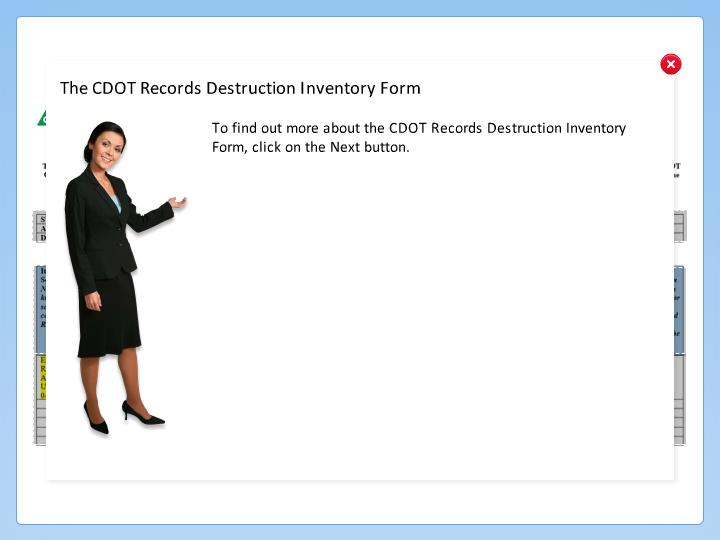 The CDOT Records Destruction Inventory Form
To find out more about the CDOT Records Destruction Inventory
Form, click on the Next button.